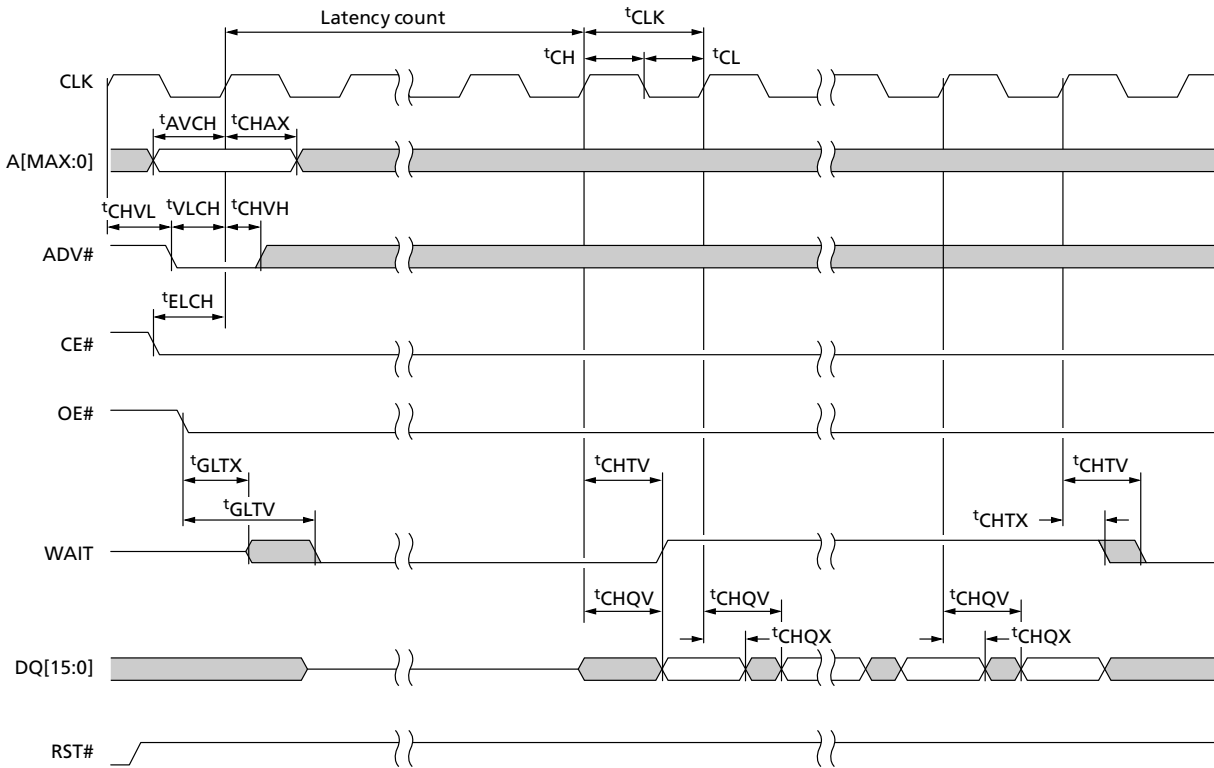 Latency count
tCLK
tCH
tCL
CLK
tAVCH
tCHAX
A[MAX:0]
tCHVL
tVLCH
tCHVH
ADV#
tELCH
CE#
OE#
tGLTX
tCHTV
tCHTV
tGLTV
tCHTX
WAIT
tCHQV
tCHQV
tCHQV
tCHQX
tCHQX
DQ[15:0]
RST#